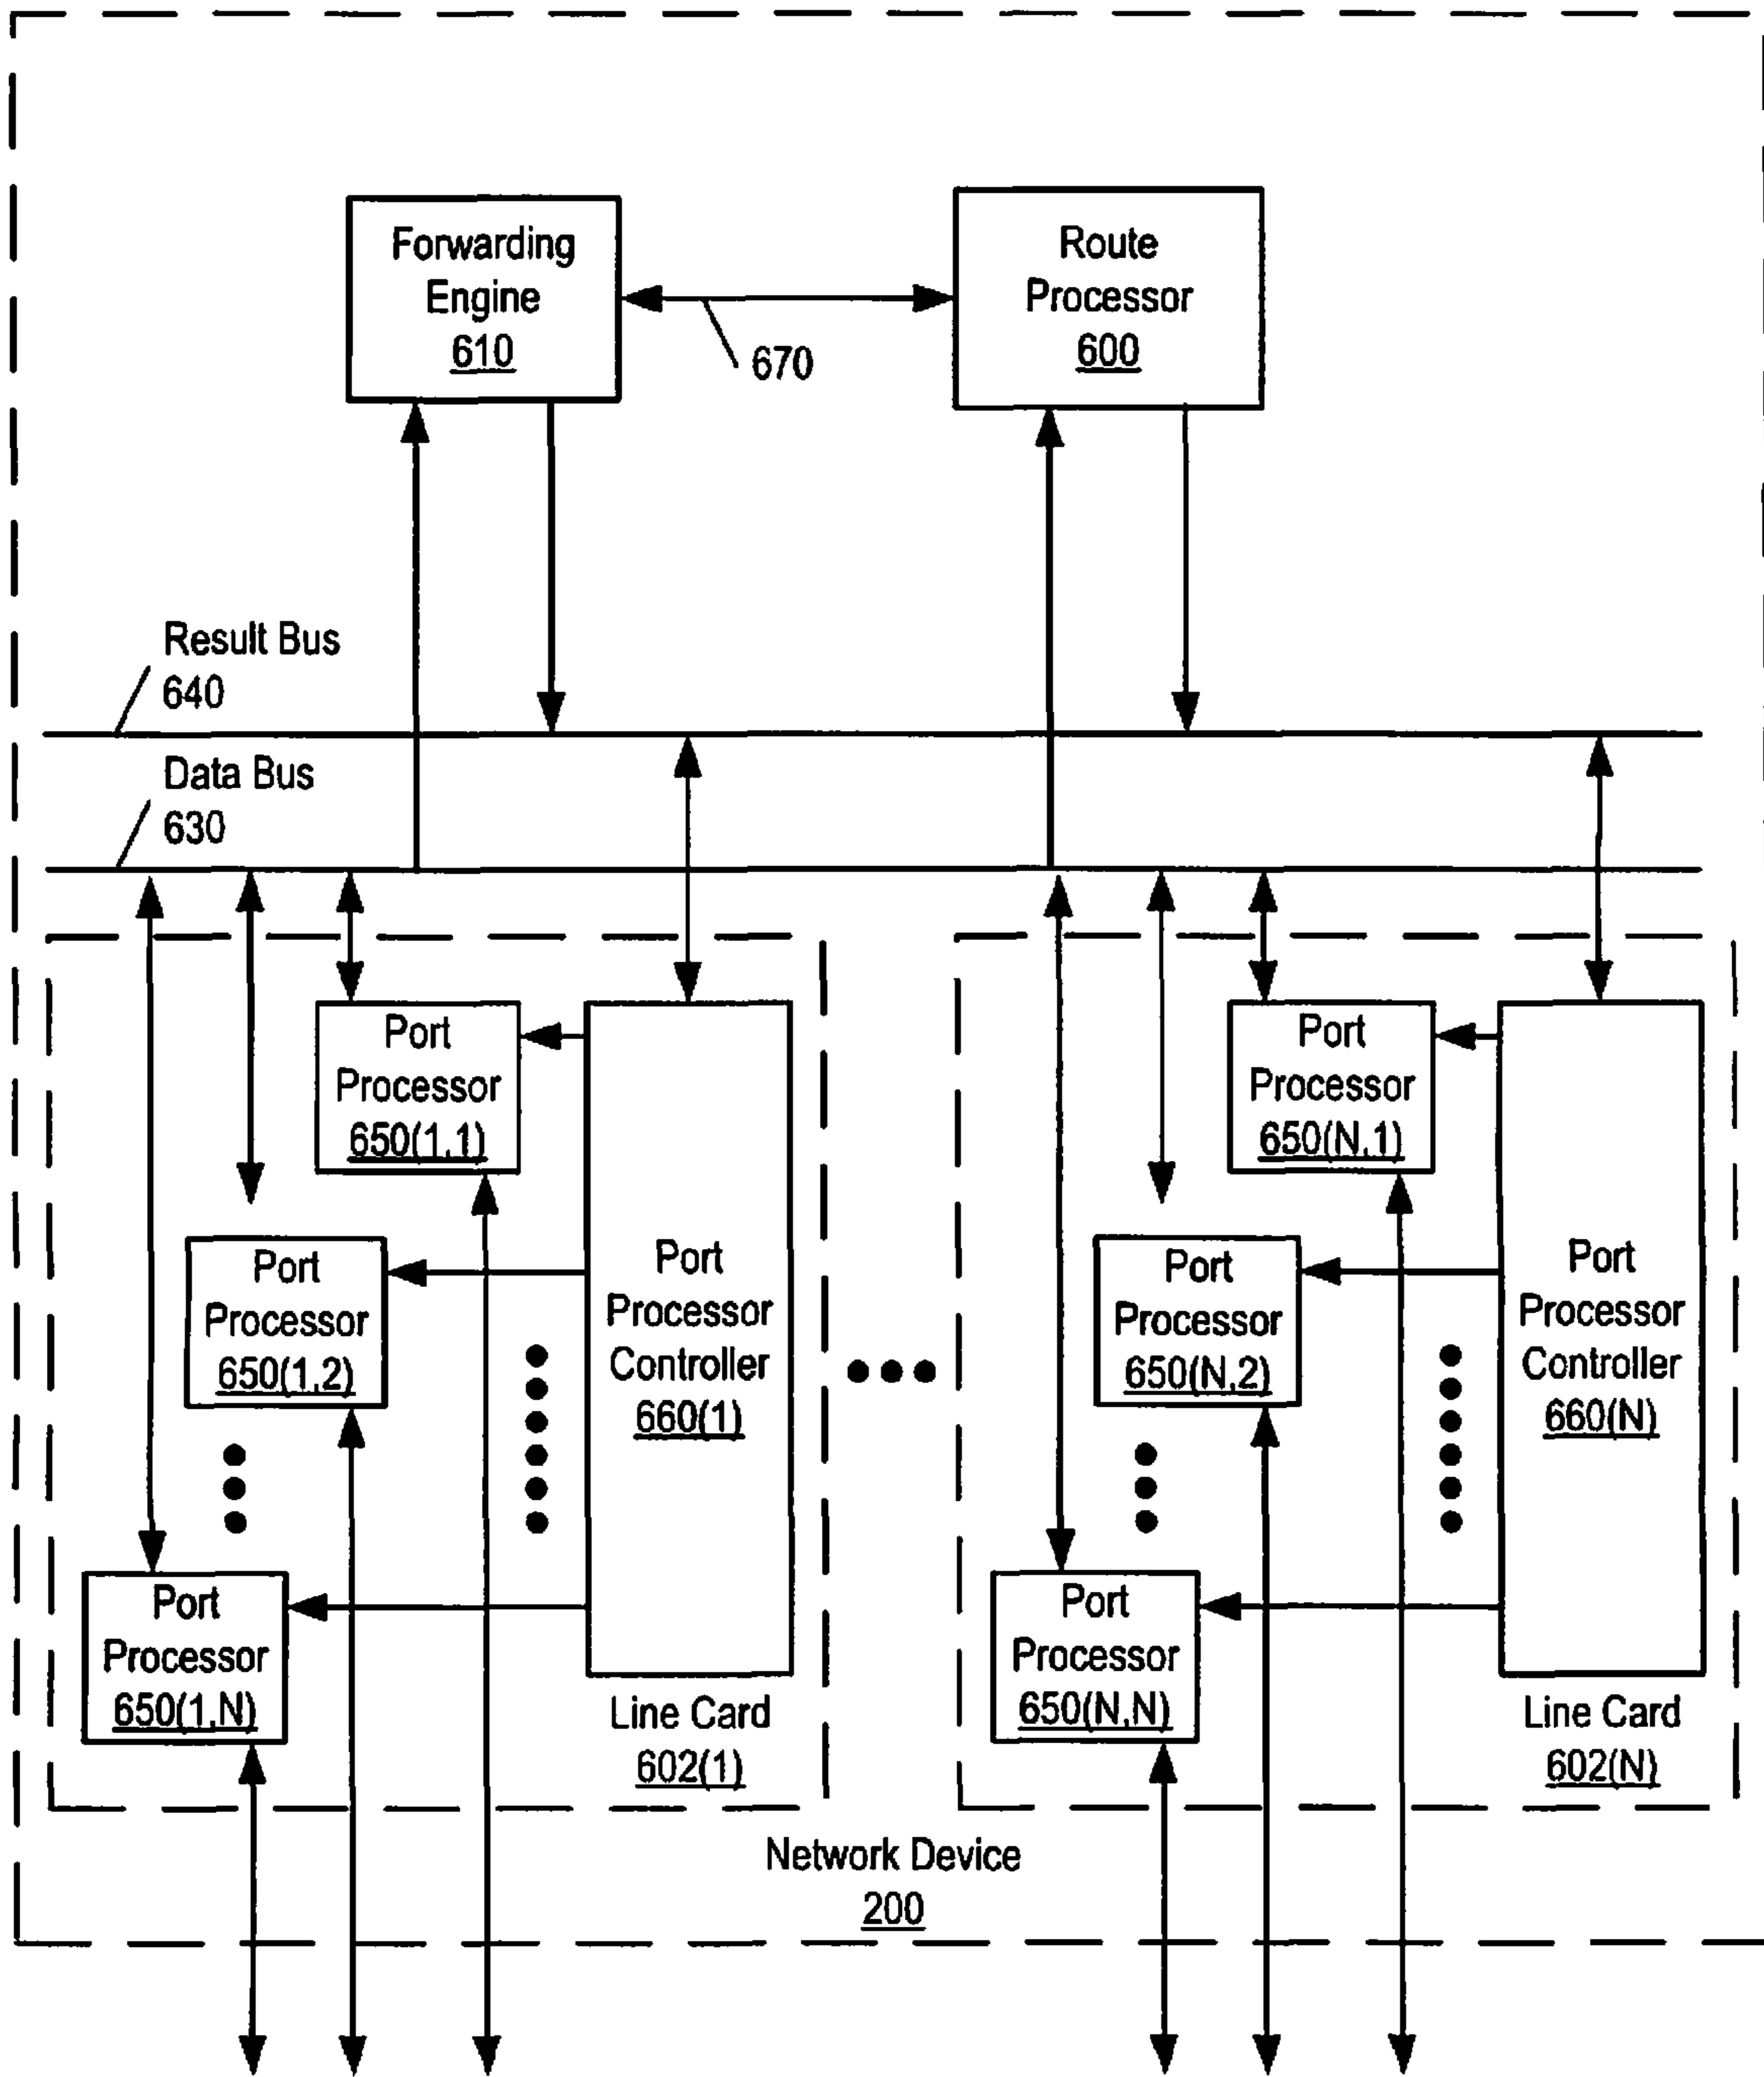 Forwarding
Engine
610
Route
Processor
600
670
Result Bus
640
Data Bus
630
Port
Processor
650(1,1)
Port
Processor
650(1,2)
Port
Processor
650(1,N)
Port
Processor
Controller
660(1)
Line Card
602(1)
Port
Processor
650(N,1)
Port
Processor
650(N,2)
Port
Processor
650(N,N)
Port
Processor
Controller
660(N)
Line Card
602(N)
Network Device
200